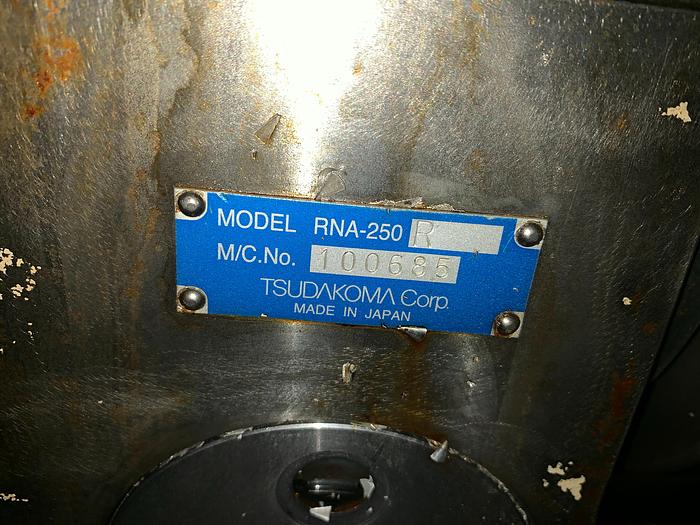 MODEL RNA-250 R
M/C.No. 100685
TSUDAKOMA Corp.
MADE IN JAPAN